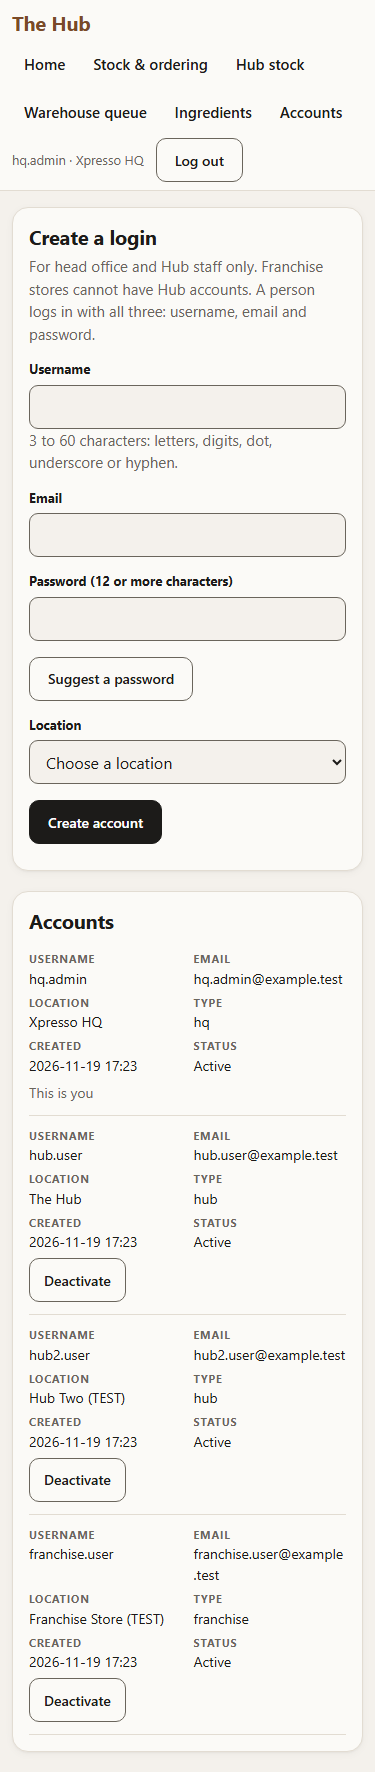 The Hub
Home Stock & ordering Hub stock
Warehouse queue Ingredients Accounts
hq.admin · Xpresso HQ Log out
Create a login
For head office and Hub staff only. Franchise
stores cannot have Hub accounts. A person
logs in with all three: username, email and
password.
Username
3 to 60 characters: letters, digits, dot,
underscore or hyphen.
Email
Password (12 or more characters)
Suggest a password
Location
Choose a location
Create account
Accounts
USERNAME EMAIL
hq.admin hq.admin@example.test
LOCATION TYPE
Xpresso HQ hq
CREATED STATUS
2026-11-19 17:23 Active
This is you
USERNAME EMAIL
hub.user hub.user@example.test
LOCATION TYPE
The Hub hub
CREATED STATUS
2026-11-19 17:23 Active
Deactivate
USERNAME EMAIL
hub2.user hub2.user@example.test
LOCATION TYPE
Hub Two (TEST) hub
CREATED STATUS
2026-11-19 17:23 Active
Deactivate
USERNAME EMAIL
franchise.user franchise.user@example
.test
LOCATION TYPE
Franchise Store (TEST) franchise
CREATED STATUS
2026-11-19 17:23 Active
Deactivate